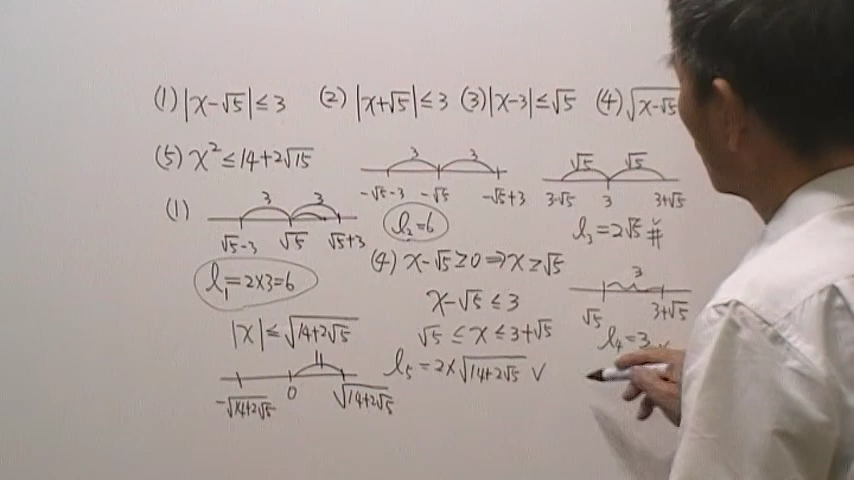 (1) |x-√5| ≤ 3 (2) |x+√5| ≤ 3 (3) |x-3| ≤ √5 (4) √x-√5
(5) x² ≤ 14+2√15
3 3
-√5-3 -√5 -√5+3
l₂=6
√5 √5
3-√5 3 3+√5
l₃=2√5 #
(1)
3 3
√5-3 √5 √5+3
l₁=2×3=6
(4) x-√5≥0 ⇒ x≥√5
x-√5 ≤ 3
√5 ≤ x ≤ 3+√5
3
√5 3+√5
l₄=3
|x| ≤ √14+2√5
-√14+2√5 0 √14+2√5
l₅=2×√14+2√5 ✓